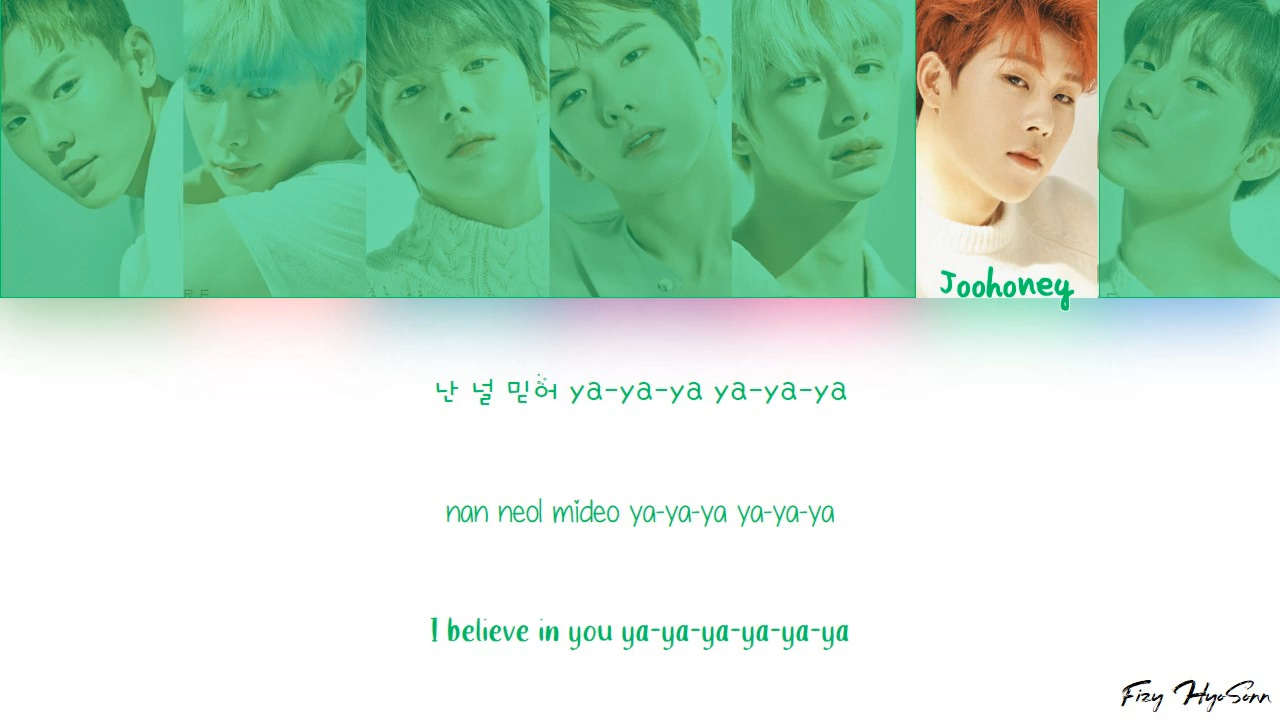 Joohoney
난 널 믿어 ya-ya-ya ya-ya-ya
nan neol mideo ya-ya-ya ya-ya-ya
I believe in you ya-ya-ya-ya-ya-ya
Fizy HyoSonn